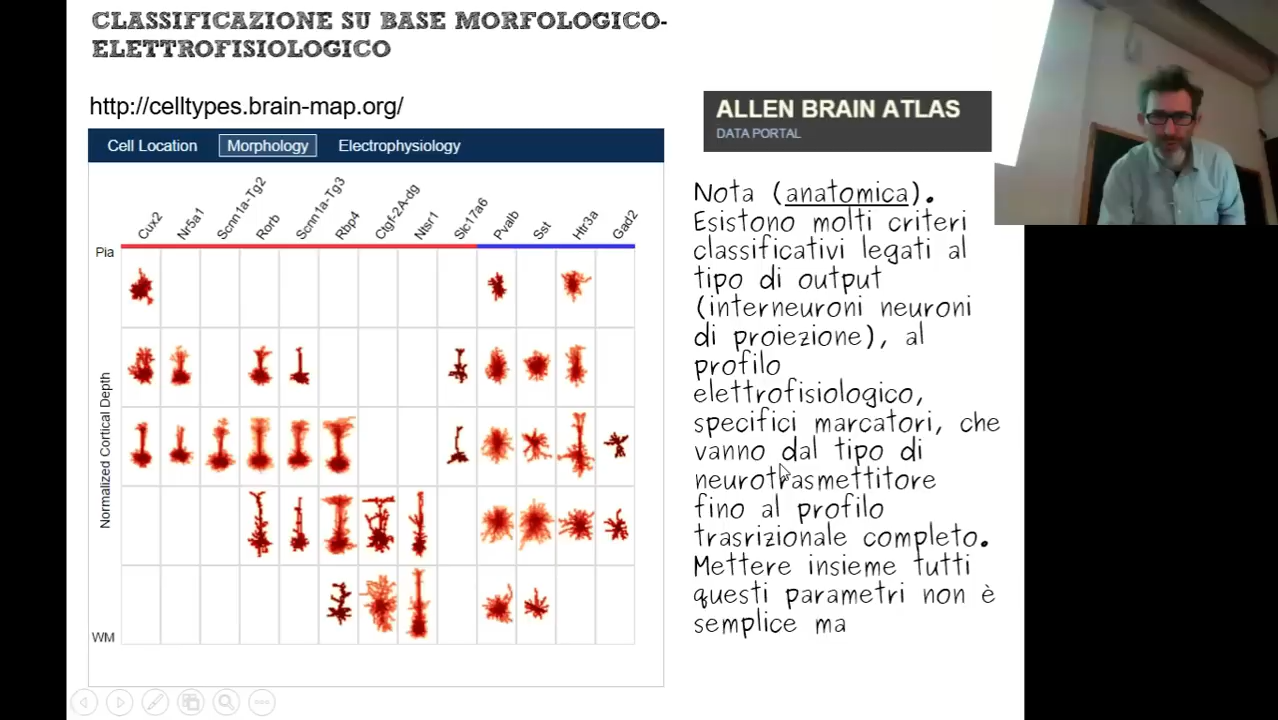 CLASSIFICAZIONE SU BASE MORFOLOGICO-
ELETTROFISIOLOGICO
http://celltypes.brain-map.org/
Cell Location
Morphology
Electrophysiology
Cux2
Nr5a1
Scnn1a-Tg2
Rorb
Scnn1a-Tg3
Rbp4
Ctgf-2A-dg
Ntsr1
Slc17a6
Pvalb
Sst
Htr3a
Gad2
Pia
Normalized Cortical Depth
WM
ALLEN BRAIN ATLAS
DATA PORTAL
Nota (anatomica).
Esistono molti criteri
classificativi legati al
tipo di output
(interneuroni neuroni
di proiezione), al
profilo
elettrofisiologico,
specifici marcatori, che
vanno dal tipo di
neurotrasmettitore
fino al profilo
trasrizionale completo.
Mettere insieme tutti
questi parametri non è
semplice ma